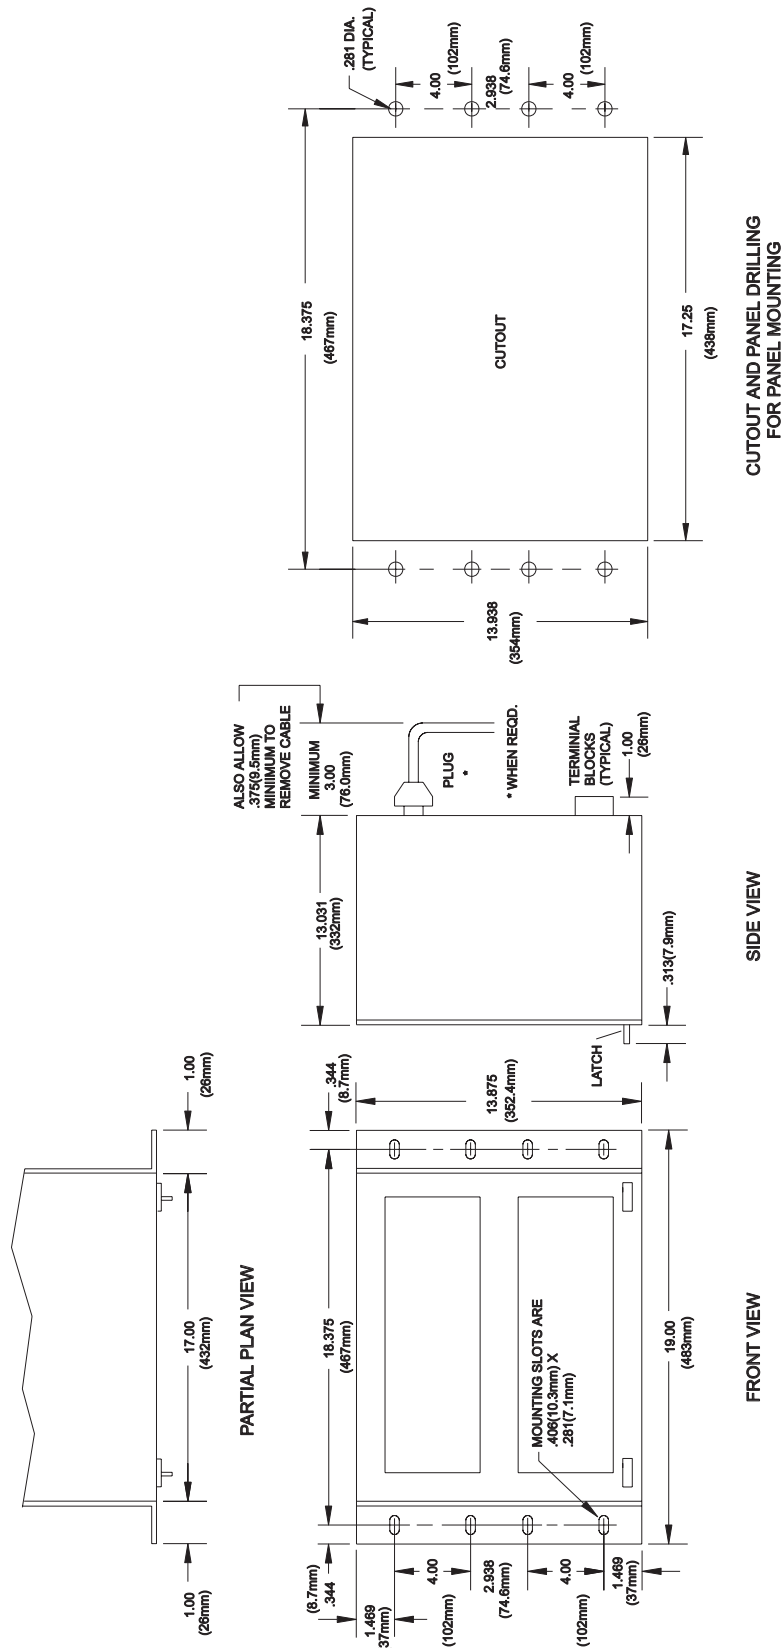 1.00
(26mm)
17.00
(432mm)
1.00
(26mm)
PARTIAL PLAN VIEW
(8.7mm)
.344
18.375
(467mm)
.344
(8.7mm)
1.469
37mm)
4.00
(102mm)
2.938
(74.6mm)
4.00
(102mm)
1.469
(37mm)
MOUNTING SLOTS ARE
.406(10.3mm) X
.281(7.1mm)
13.875
(352.4mm)
19.00
(483mm)
FRONT VIEW
ALSO ALLOW
.375(9.5mm)
MINIIMUM TO
REMOVE CABLE
MINIMUM
3.00
(76.0mm)
13.031
(332mm)
PLUG
*
* WHEN REQD.
TERMINIAL
BLOCKS
(TYPICAL)
1.00
(26mm)
LATCH
.313(7.9mm)
SIDE VIEW
.281 DIA.
(TYPICAL)
18.375
(467mm)
4.00
(102mm)
2.938
(74.6mm)
4.00
(102mm)
CUTOUT
13.938
(354mm)
17.25
(438mm)
CUTOUT AND PANEL DRILLING
FOR PANEL MOUNTING